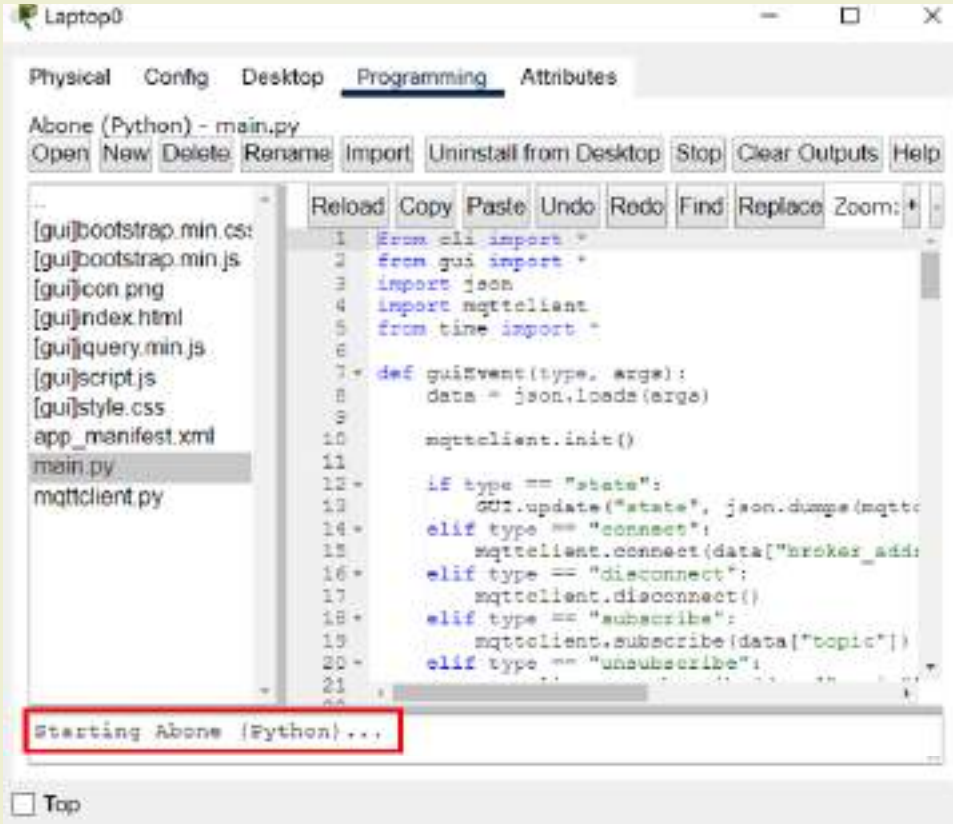 Laptop0
Physical Config Desktop Programming Attributes
Abone (Python) - main.py
Open New Delete Rename Import Uninstall from Desktop Stop Clear Outputs Help
Reload Copy Paste Undo Redo Find Replace Zoom: + -
..
[gui]bootstrap.min.css
[gui]bootstrap.min.js
[gui]icon.png
[gui]index.html
[gui]jquery.min.js
[gui]script.js
[gui]style.css
app_manifest.xml
main.py
mqttclient.py
1 from cli import *
2 from gui import *
3 import json
4 import mqttclient
5 from time import *
6
7 def guiEvent(type, args):
8 data = json.loads(args)
9
10 mqttclient.init()
11
12 if type == "state":
13 GUI.update("state", json.dumps(mqttc
14 elif type == "connect":
15 mqttclient.connect(data["broker_addr
16 elif type == "disconnect":
17 mqttclient.disconnect()
18 elif type == "subscribe":
19 mqttclient.subscribe(data["topic"])
20 elif type == "unsubscribe":
21
Starting Abone (Python)...
Top